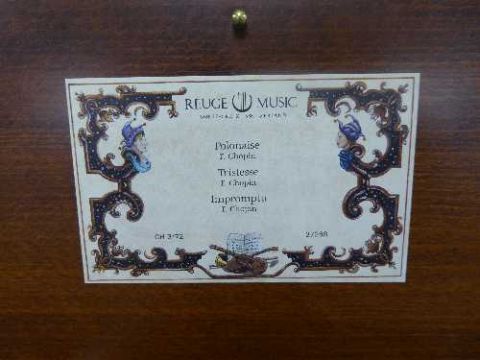 REUGE MUSIC
Polonaise
F. Chopin
Tristesse
F. Chopin
Impromptu
F. Chopin
CH 3/72